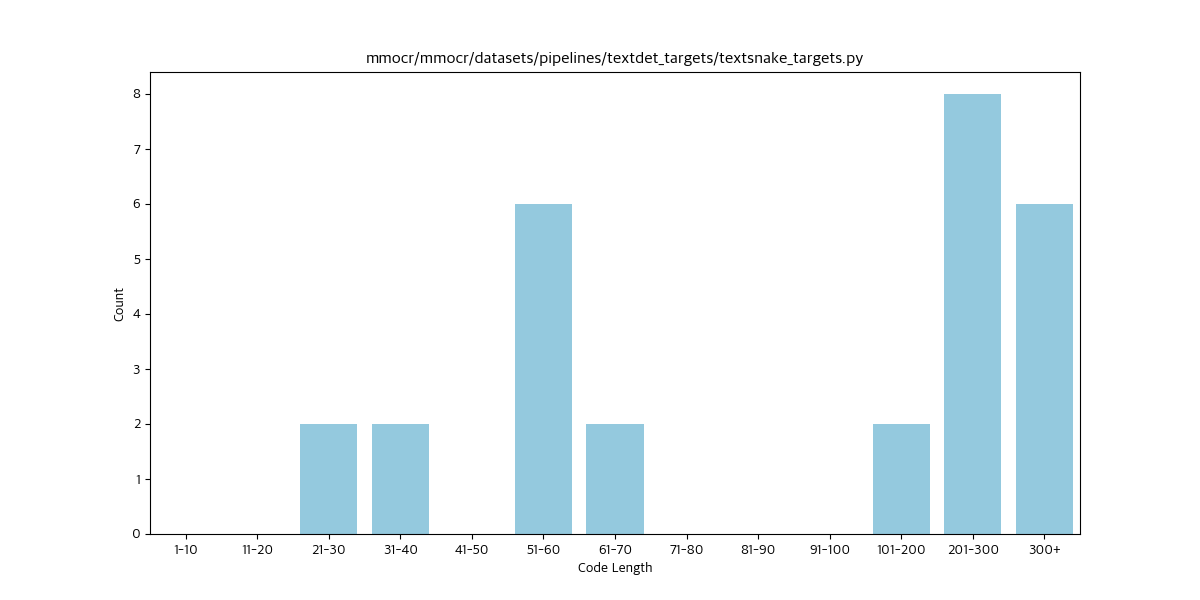 mmocr/mmocr/datasets/pipelines/textdet_targets/textsnake_targets.py
8
7
6
5
4
3
2
1
0
Count
1-10 11-20 21-30 31-40 41-50 51-60 61-70 71-80 81-90 91-100 101-200 201-300 300+
Code Length